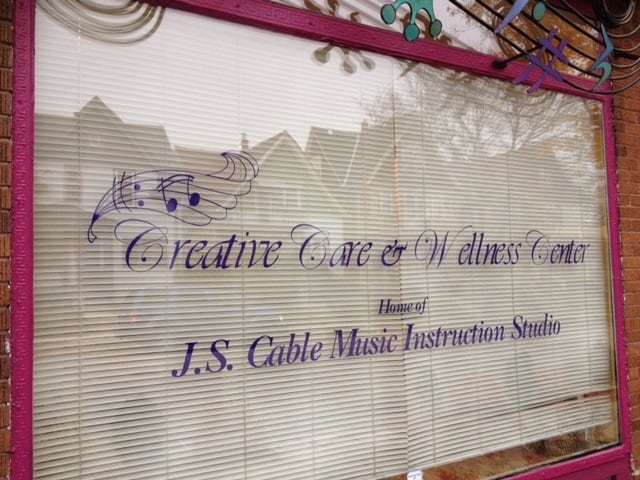 Creative Care & Wellness Center
Home of
J.S. Cable Music Instruction Studio